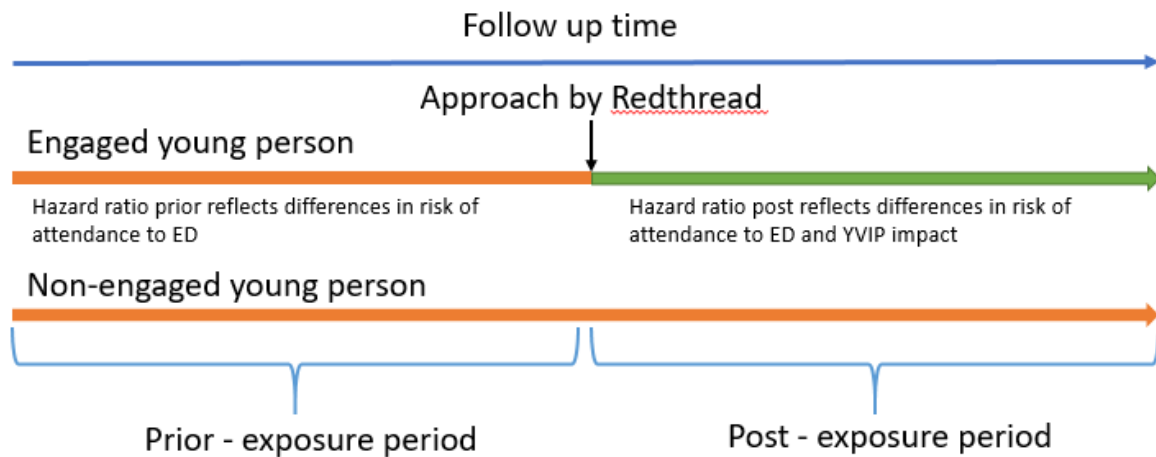 Follow up time
Approach by Redthread
Engaged young person
Hazard ratio prior reflects differences in risk of
attendance to ED
Hazard ratio post reflects differences in risk of
attendance to ED and YVIP impact
Non-engaged young person
Prior - exposure period
Post - exposure period